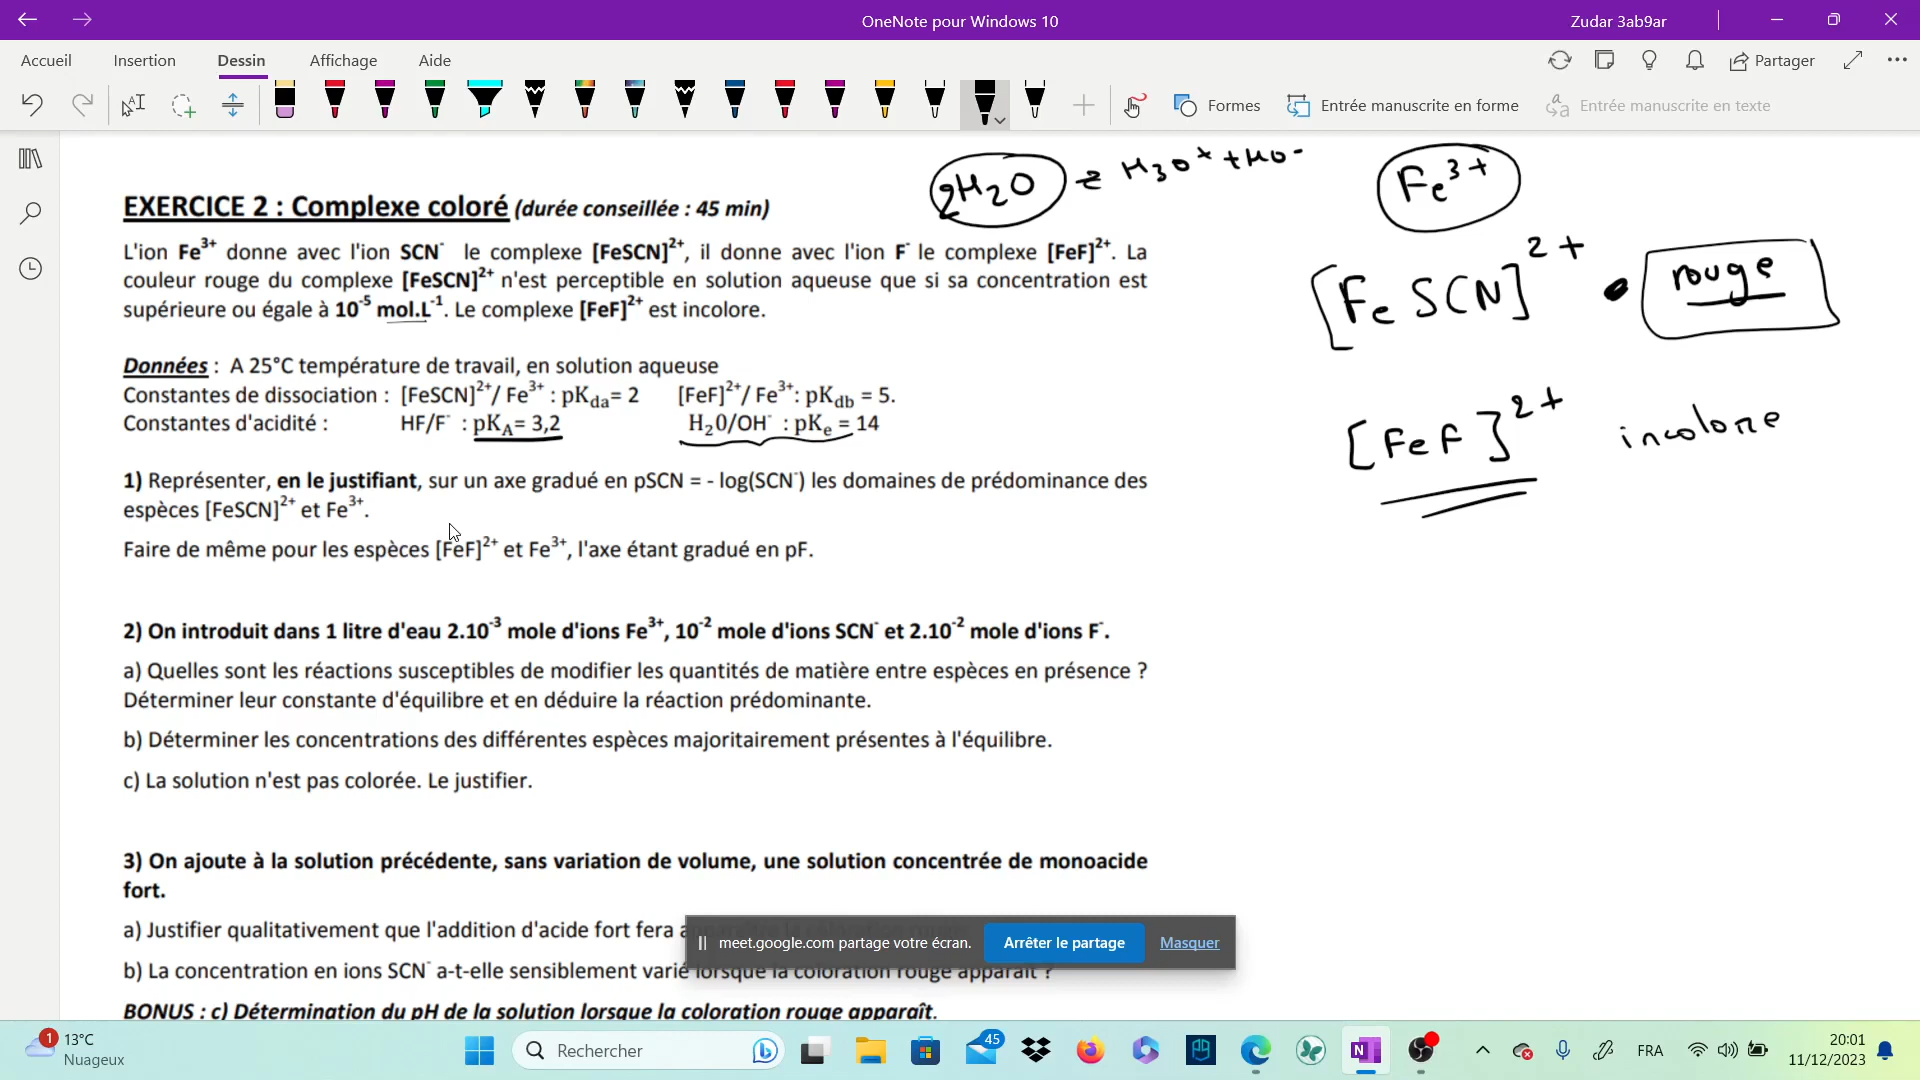 OneNote pour Windows 10
Zudar 3ab9ar
Accueil Insertion Dessin Affichage Aide
Partager
Formes Entrée manuscrite en forme Entrée manuscrite en texte
2H2O ⇌ H3O+ + HO-
Fe3+
EXERCICE 2 : Complexe coloré (durée conseillée : 45 min)
L'ion Fe3+ donne avec l'ion SCN- le complexe [FeSCN]2+, il donne avec l'ion F- le complexe [FeF]2+. La
couleur rouge du complexe [FeSCN]2+ n'est perceptible en solution aqueuse que si sa concentration est
supérieure ou égale à 10-5 mol.L-1. Le complexe [FeF]2+ est incolore.
[FeSCN]2+ • rouge
Données : A 25°C température de travail, en solution aqueuse
Constantes de dissociation : [FeSCN]2+/ Fe3+ : pKda= 2 [FeF]2+/ Fe3+: pKdb = 5.
Constantes d'acidité : HF/F- : pKA= 3,2 H20/OH- : pKe = 14
[FeF]2+ incolore
1) Représenter, en le justifiant, sur un axe gradué en pSCN = - log(SCN-) les domaines de prédominance des
espèces [FeSCN]2+ et Fe3+.
Faire de même pour les espèces [FeF]2+ et Fe3+, l'axe étant gradué en pF.
2) On introduit dans 1 litre d'eau 2.10-3 mole d'ions Fe3+, 10-2 mole d'ions SCN- et 2.10-2 mole d'ions F-.
a) Quelles sont les réactions susceptibles de modifier les quantités de matière entre espèces en présence ?
Déterminer leur constante d'équilibre et en déduire la réaction prédominante.
b) Déterminer les concentrations des différentes espèces majoritairement présentes à l'équilibre.
c) La solution n'est pas colorée. Le justifier.
3) On ajoute à la solution précédente, sans variation de volume, une solution concentrée de monoacide
fort.
a) Justifier qualitativement que l'addition d'acide fort fera
meet.google.com partage votre écran. Arrêter le partage Masquer
b) La concentration en ions SCN- a-t-elle sensiblement varié lorsque la coloration rouge apparaît ?
BONUS : c) Détermination du pH de la solution lorsque la coloration rouge apparaît.
1 13°C
Nuageux
Rechercher
45
FRA
20:01
11/12/2023